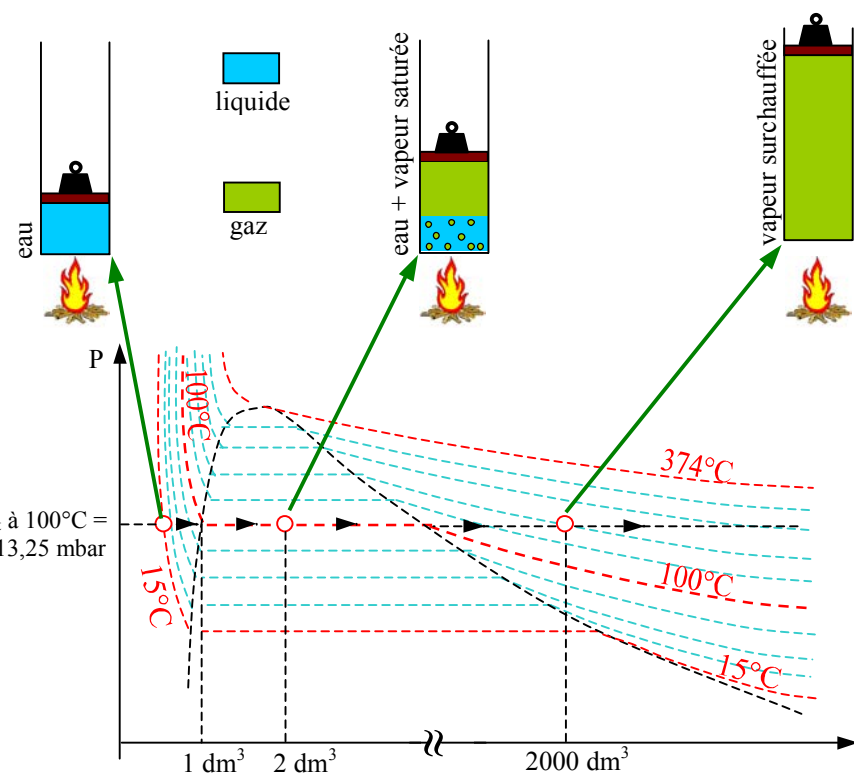 liquide
gaz
eau
eau + vapeur saturée
vapeur surchauffée
P
100°C
374°C
à 100°C =
13,25 mbar
15°C
100°C
15°C
1 dm³
2 dm³
2000 dm³